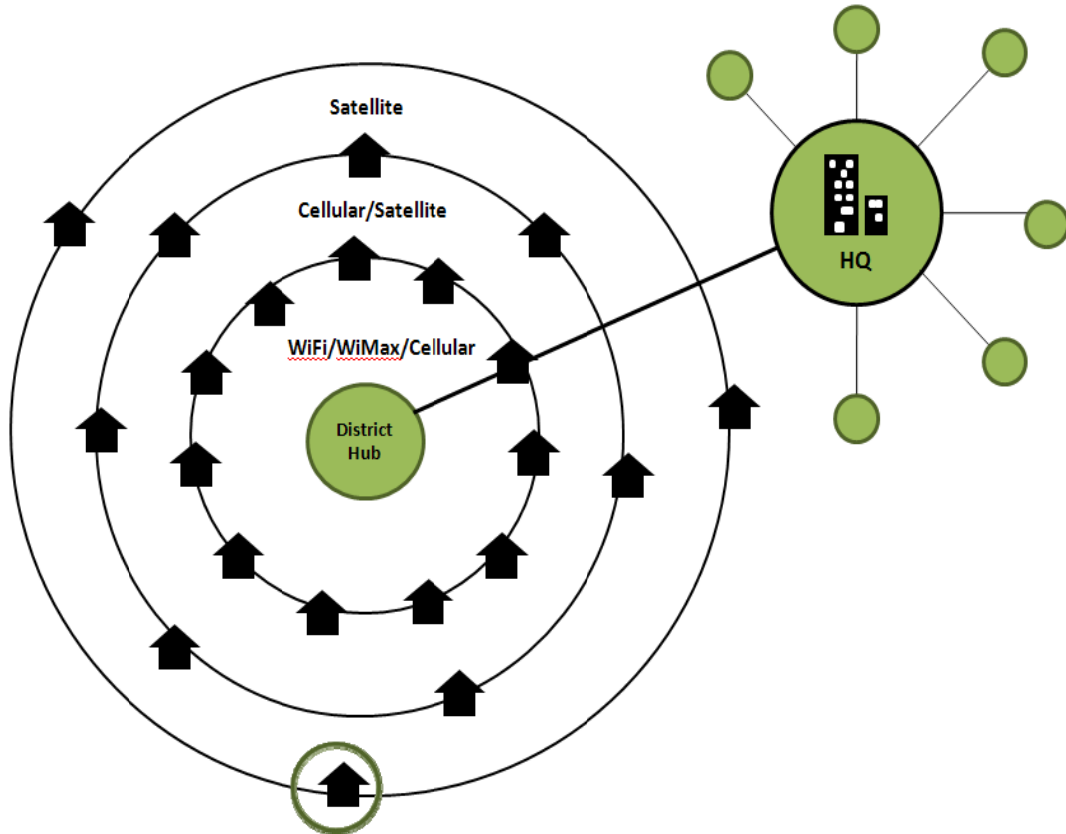 Satellite
Cellular/Satellite
WiFi/WiMax/Cellular
District
Hub
HQ